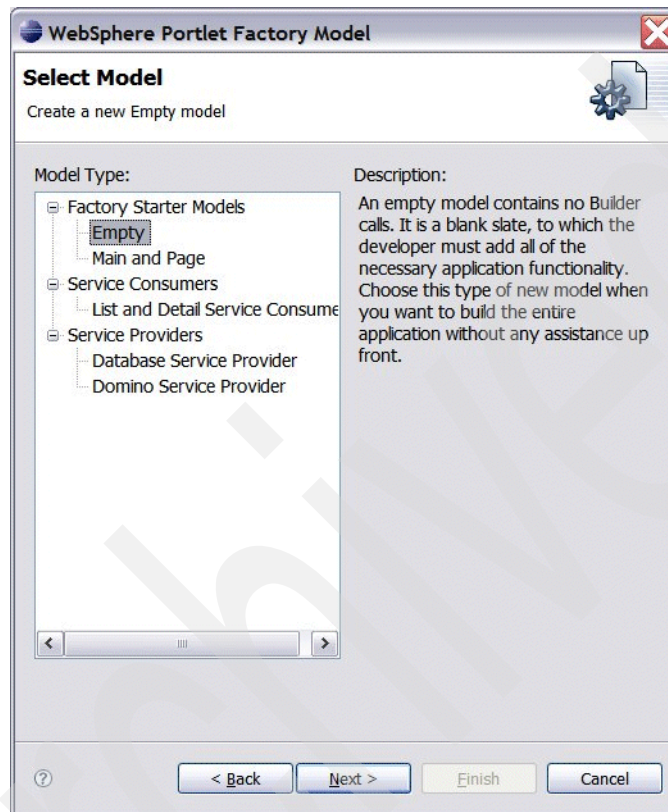 WebSphere Portlet Factory Model
Select Model
Create a new Empty model
Model Type:
Factory Starter Models
Empty
Main and Page
Service Consumers
List and Detail Service Consume
Service Providers
Database Service Provider
Domino Service Provider
Description:
An empty model contains no Builder
calls. It is a blank slate, to which the
developer must add all of the
necessary application functionality.
Choose this type of new model when
you want to build the entire
application without any assistance up
front.
?
< Back
Next >
Finish
Cancel